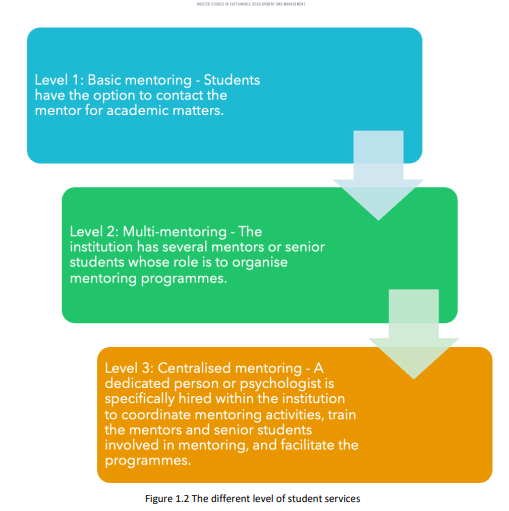 MASTER STUDIES IN SUSTAINABLE DEVELOPMENT AND MANAGEMENT
Level 1: Basic mentoring - Students
have the option to contact the
mentor for academic matters.
Level 2: Multi-mentoring - The
institution has several mentors or senior
students whose role is to organise
mentoring programmes.
Level 3: Centralised mentoring - A
dedicated person or psychologist is
specifically hired within the institution
to coordinate mentoring activities, train
the mentors and senior students
involved in mentoring, and facilitate the
programmes.
Figure 1.2 The different level of student services